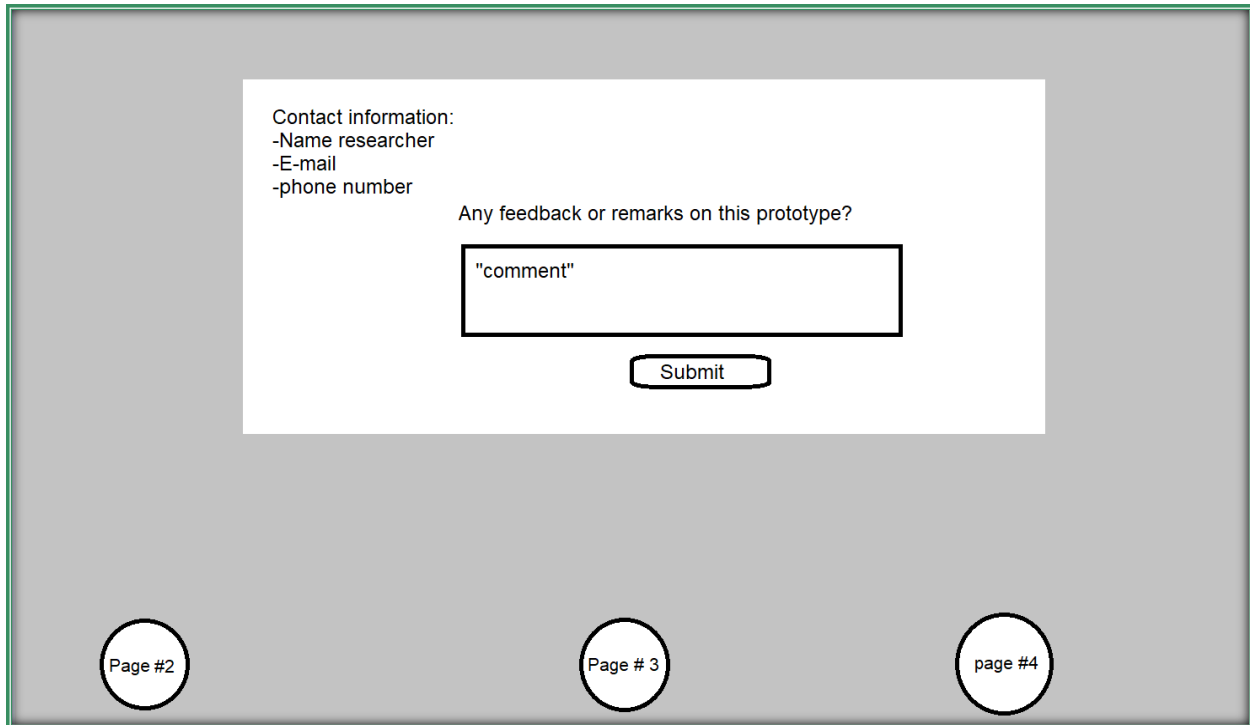 Contact information:
-Name researcher
-E-mail
-phone number
Any feedback or remarks on this prototype?
"comment"
Submit
Page #2
Page # 3
page #4